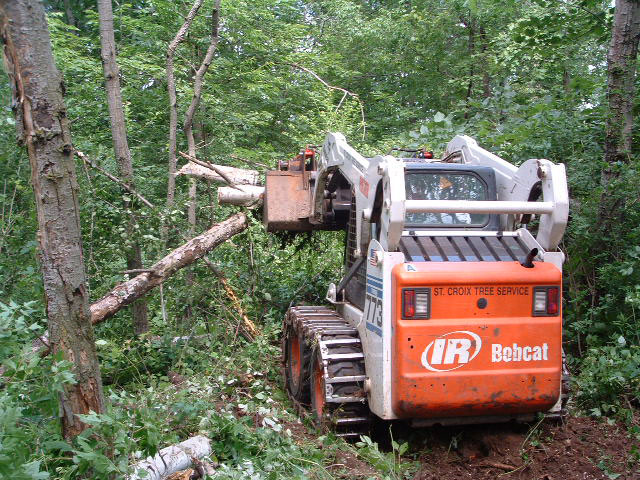 ST. CROIX TREE SERVICE
773
IR Bobcat